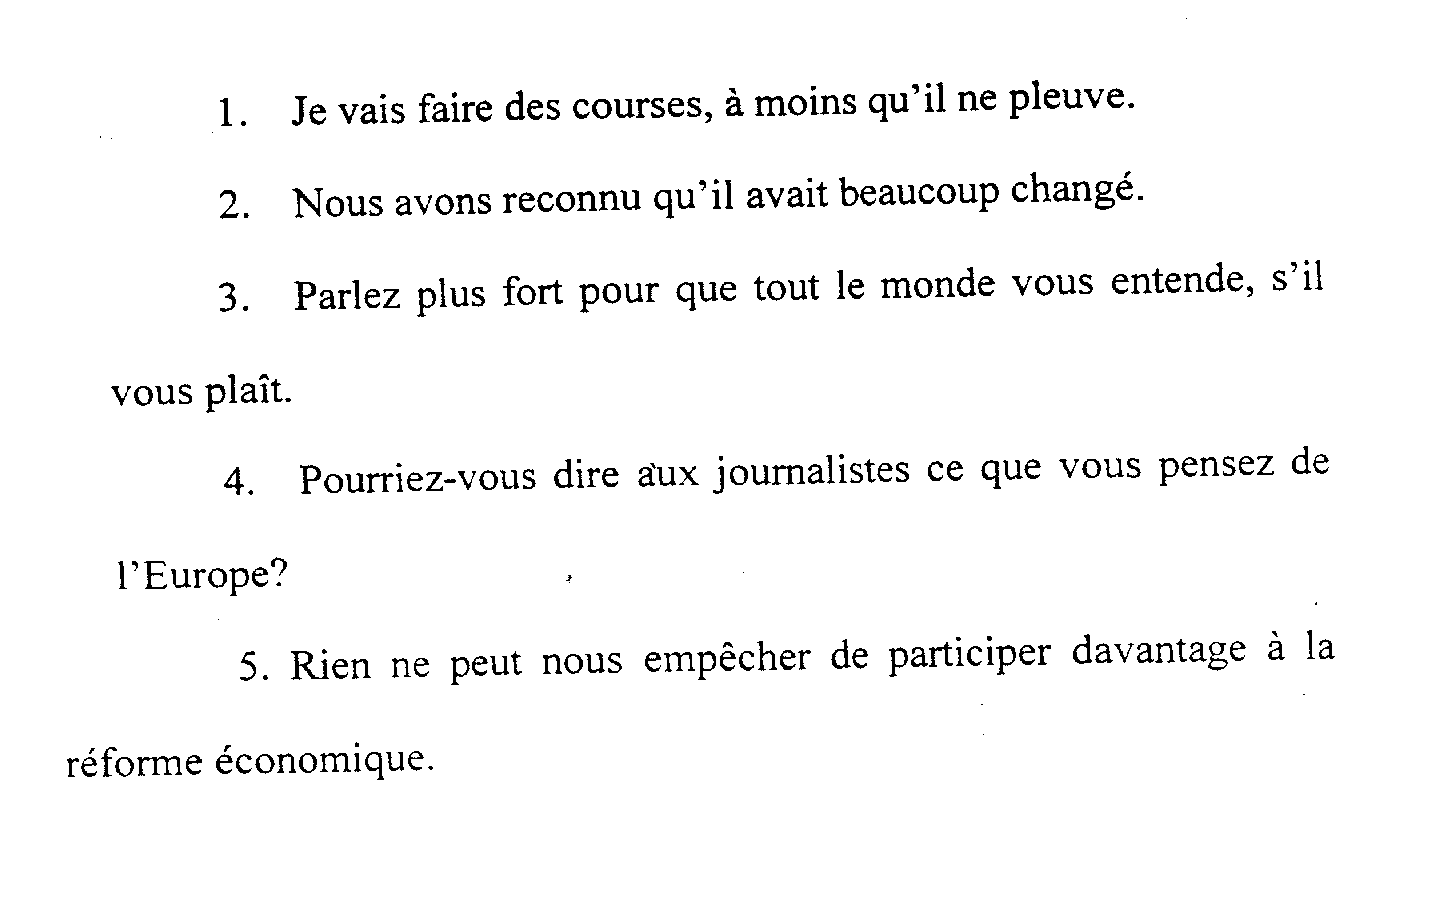 1. Je vais faire des courses, à moins qu’il ne pleuve.
2. Nous avons reconnu qu’il avait beaucoup changé.
3. Parlez plus fort pour que tout le monde vous entende, s’il
vous plaît.
4. Pourriez-vous dire aux journalistes ce que vous pensez de
l’Europe?
5. Rien ne peut nous empêcher de participer davantage à la
réforme économique.